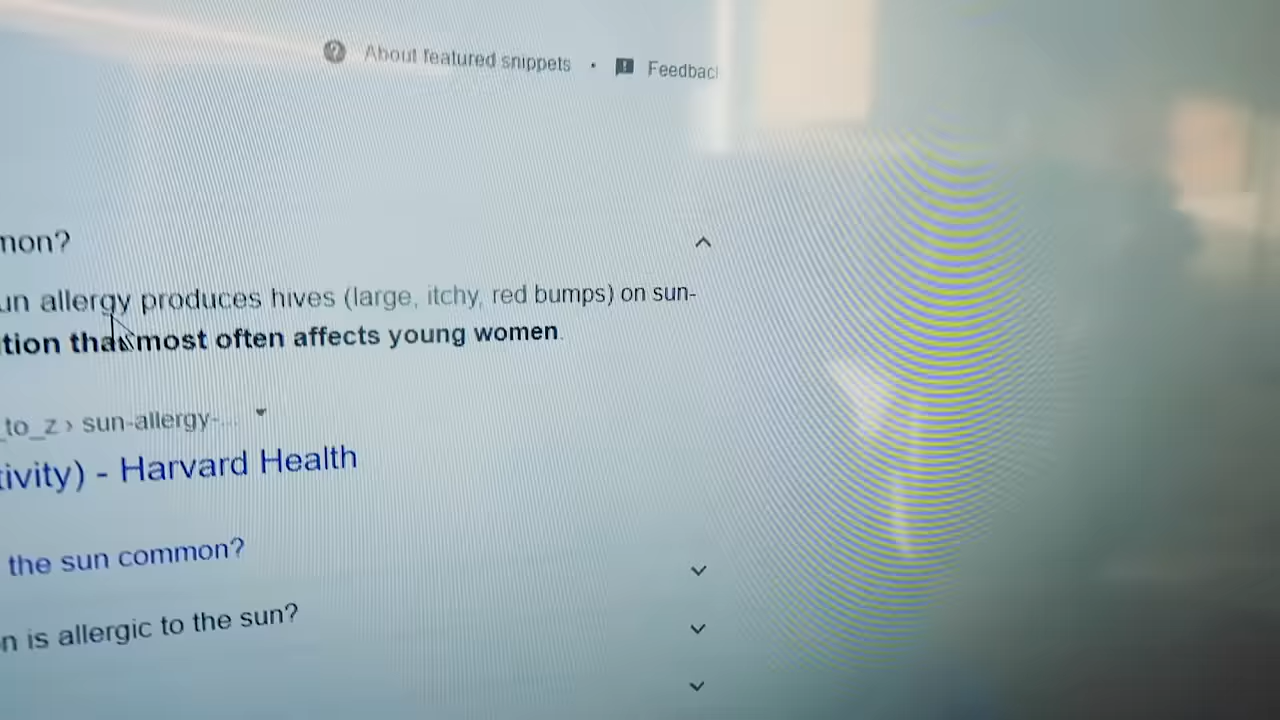 About featured snippets • Feedbac
mon?
un allergy produces hives (large, itchy, red bumps) on sun-
tion that most often affects young women.
_to_z › sun-allergy-...
tivity) - Harvard Health
the sun common?
n is allergic to the sun?